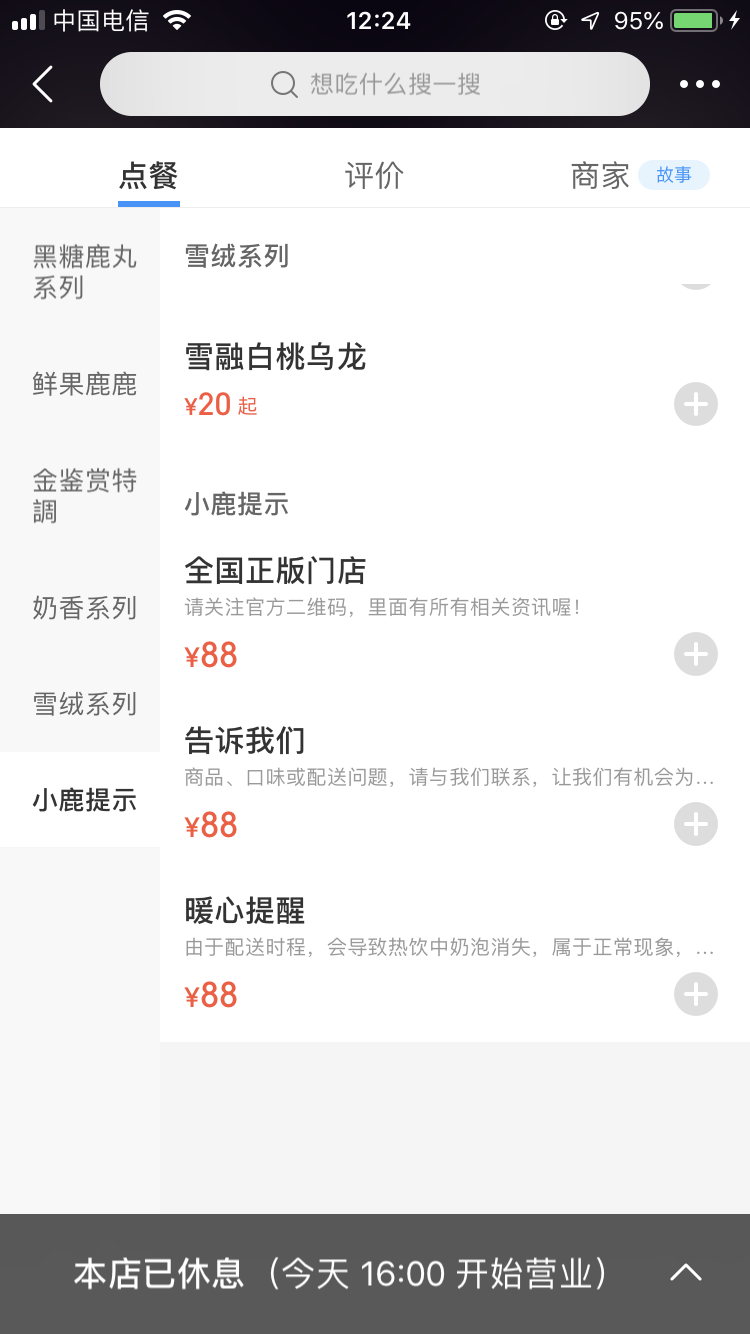 中国电信 12:24 95%
想吃什么搜一搜
点餐 评价 商家 故事
黑糖鹿丸
系列
鲜果鹿鹿
金鉴赏特
調
奶香系列
雪绒系列
小鹿提示
雪绒系列
雪融白桃乌龙
¥20 起
小鹿提示
全国正版门店
请关注官方二维码，里面有所有相关资讯喔！
¥88
告诉我们
商品、口味或配送问题，请与我们联系，让我们有机会为...
¥88
暖心提醒
由于配送时程，会导致热饮中奶泡消失，属于正常现象，...
¥88
本店已休息（今天 16:00 开始营业）